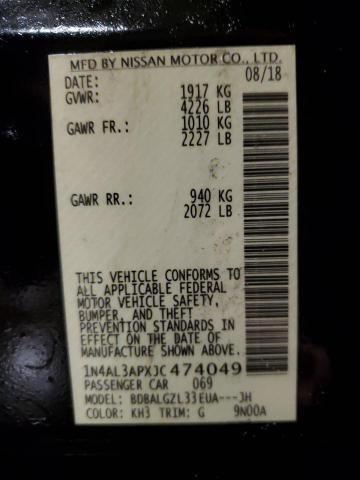 MFD BY NISSAN MOTOR CO., LTD.
DATE: 08/18
GVWR: 1917 KG
4226 LB
GAWR FR.: 1010 KG
2227 LB
GAWR RR.: 940 KG
2072 LB
THIS VEHICLE CONFORMS TO
ALL APPLICABLE FEDERAL
MOTOR VEHICLE SAFETY,
BUMPER, AND THEFT
PREVENTION STANDARDS IN
EFFECT ON THE DATE OF
MANUFACTURE SHOWN ABOVE.
1N4AL3APXJC474049
PASSENGER CAR 069
MODEL: BDBALGZL33EUA---JH
COLOR: KH3 TRIM: G 9N00A